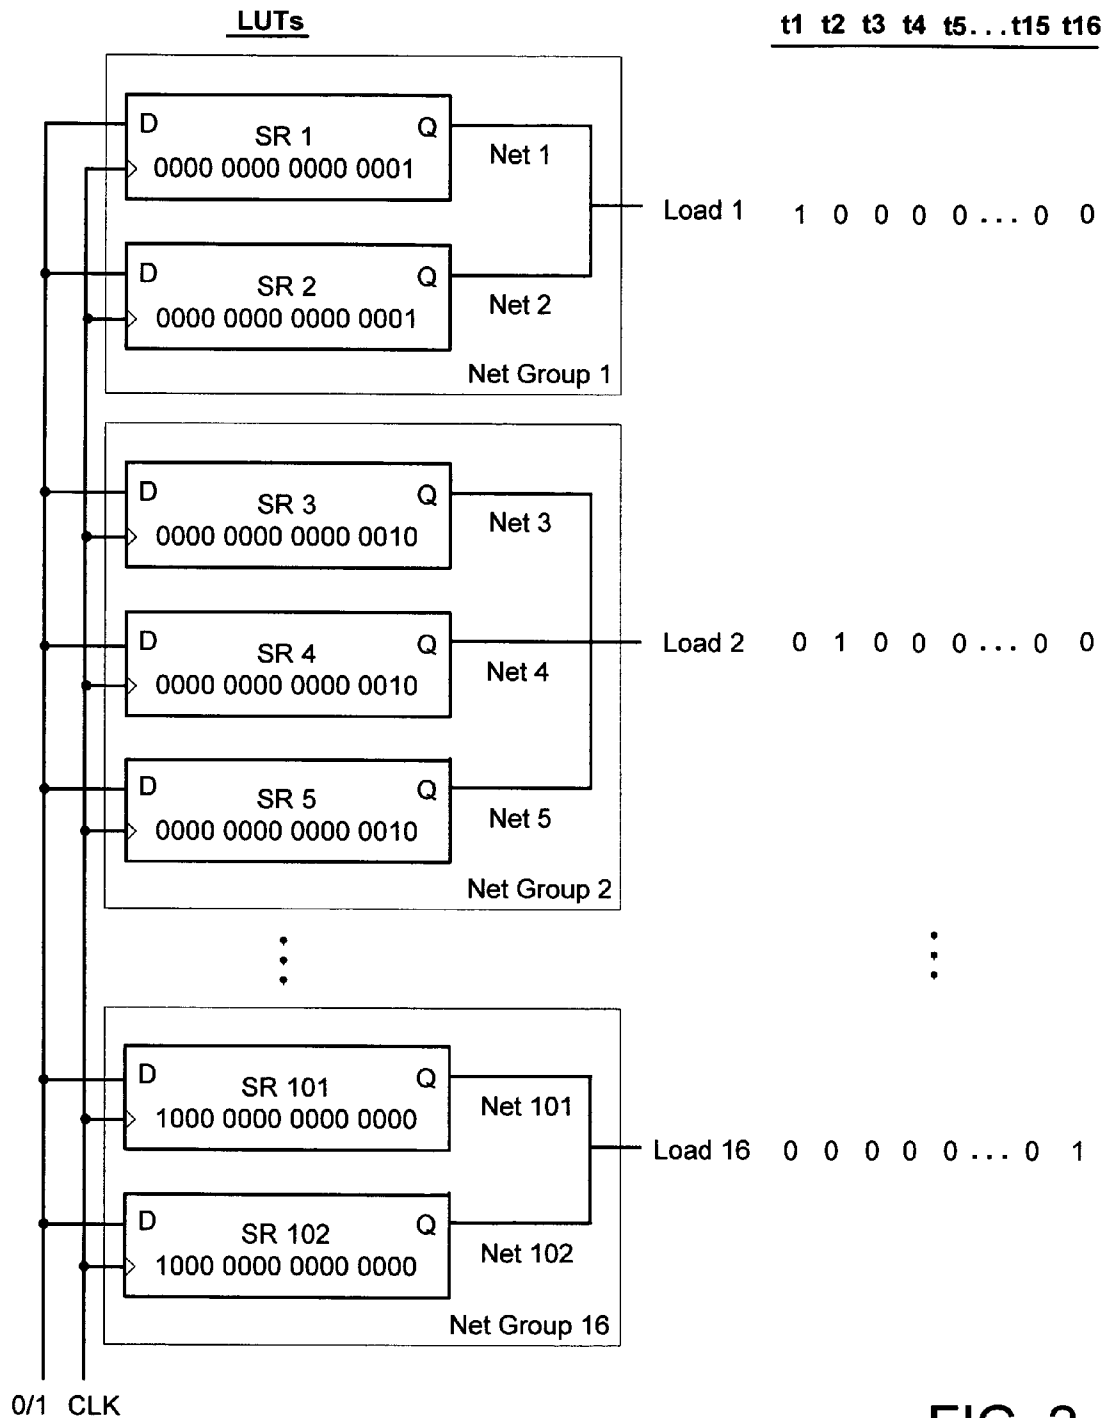 LUTs
t1 t2 t3 t4 t5...t15 t16
D SR 1 Q
0000 0000 0000 0001
Net 1
Load 1 1 0 0 0 0 ... 0 0
D SR 2 Q
0000 0000 0000 0001
Net 2
Net Group 1
D SR 3 Q
0000 0000 0000 0010
Net 3
D SR 4 Q
0000 0000 0000 0010
Net 4
Load 2 0 1 0 0 0 ... 0 0
D SR 5 Q
0000 0000 0000 0010
Net 5
Net Group 2
D SR 101 Q
1000 0000 0000 0000
Net 101
Load 16 0 0 0 0 0 ... 0 1
D SR 102 Q
1000 0000 0000 0000
Net 102
Net Group 16
0/1 CLK
FIG.